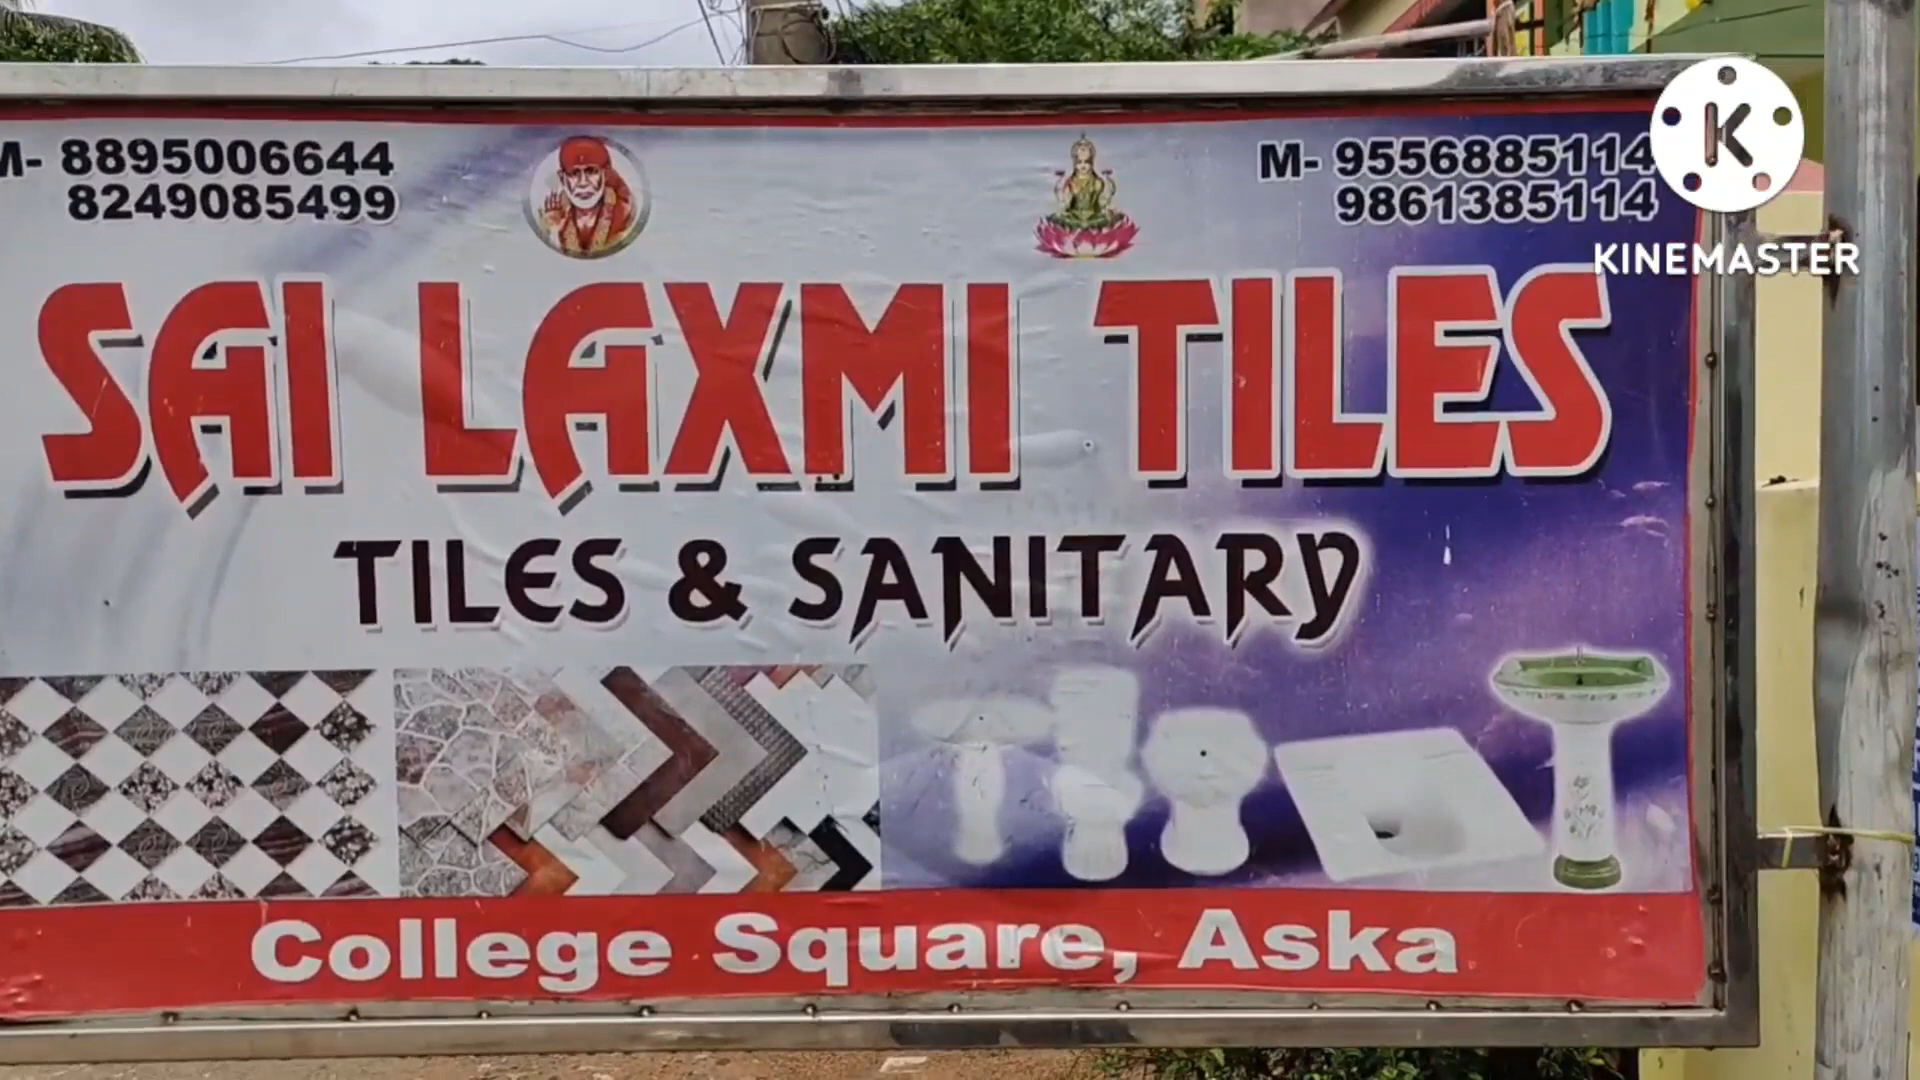 M- 8895006644
8249085499
M- 9556885114
9861385114
K
KINEMASTER
SAI LAXMI TILES
TILES & SANITARY
College Square, Aska